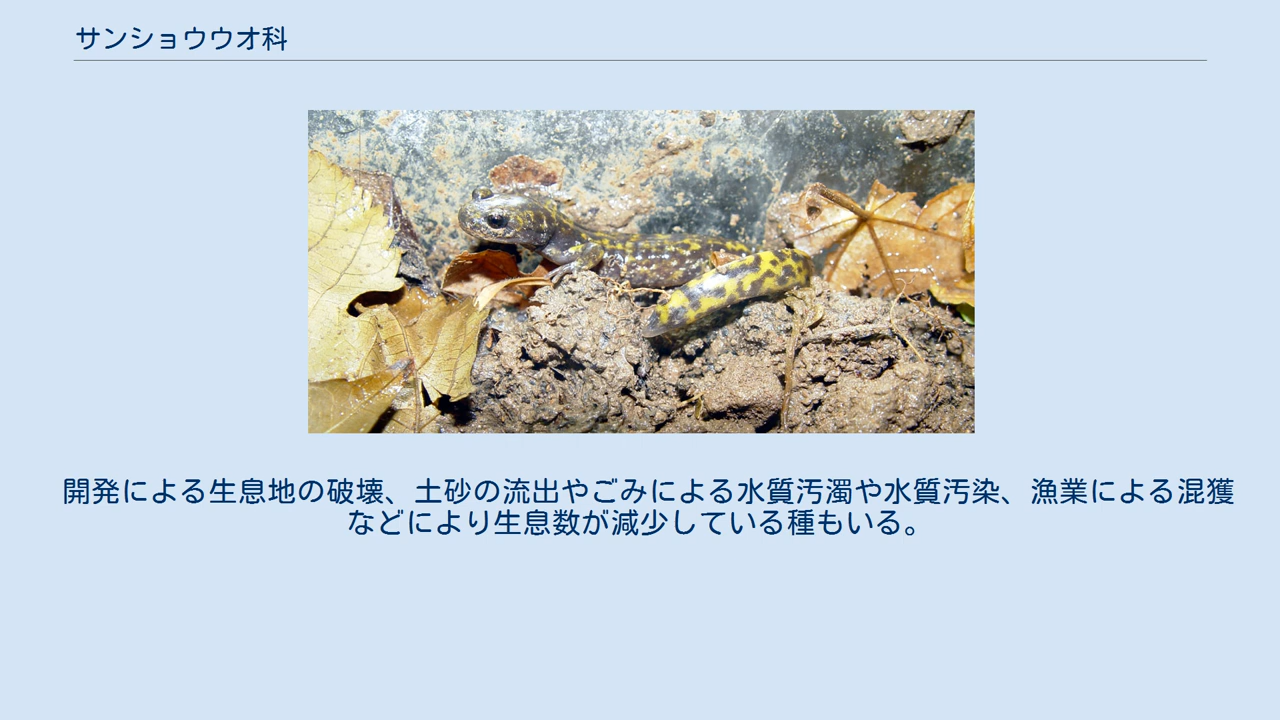 サンショウウオ科
開発による生息地の破壊、土砂の流出やごみによる水質汚濁や水質汚染、漁業による混獲
などにより生息数が減少している種もいる。